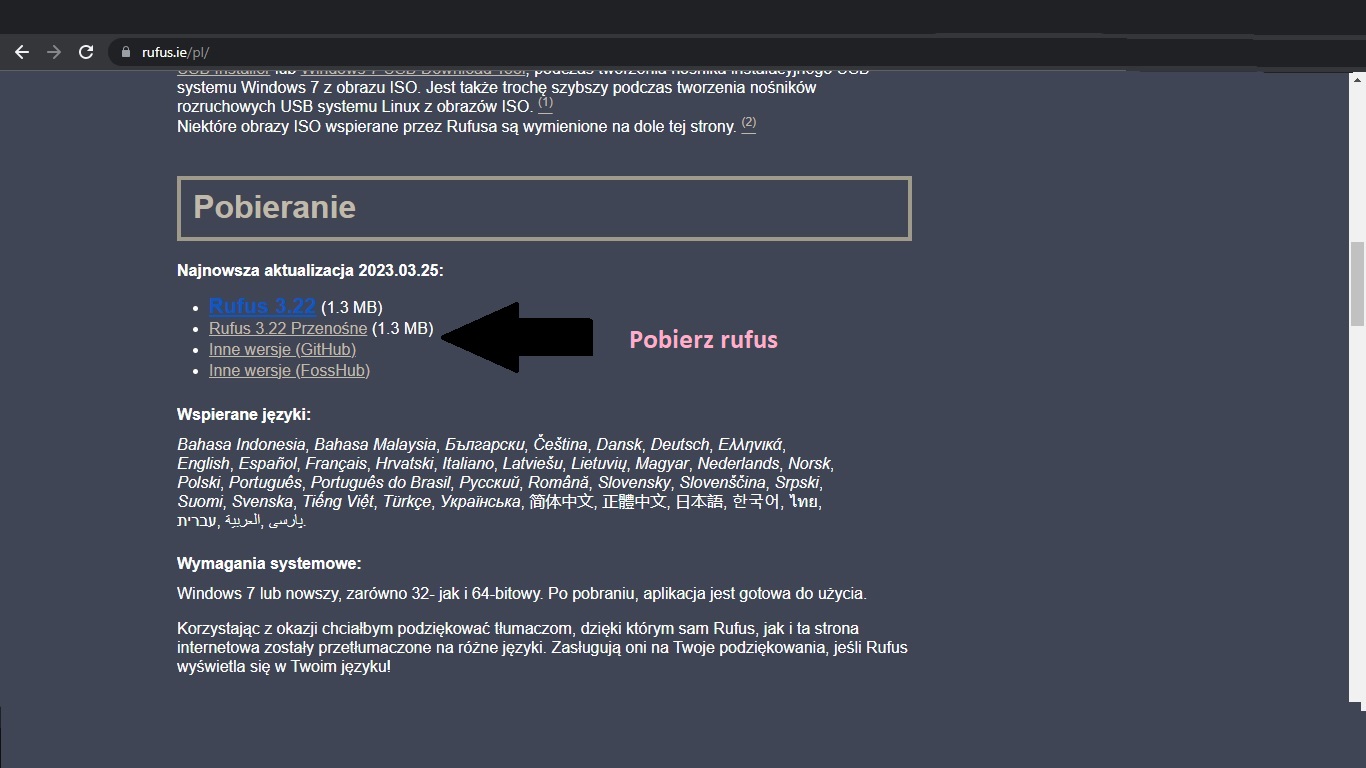 rufus.ie/pl/
USB Installer lub Windows 7 USB Download Tool, podczas tworzenia nośnika instalacyjnego USB
systemu Windows 7 z obrazu ISO. Jest także trochę szybszy podczas tworzenia nośników
rozruchowych USB systemu Linux z obrazów ISO. (1)
Niektóre obrazy ISO wspierane przez Rufusa są wymienione na dole tej strony. (2)
Pobieranie
Najnowsza aktualizacja 2023.03.25:
Rufus 3.22 (1.3 MB)
Rufus 3.22 Przenośne (1.3 MB)
Pobierz rufus
Inne wersje (GitHub)
Inne wersje (FossHub)
Wspierane języki:
Bahasa Indonesia, Bahasa Malaysia, Български, Čeština, Dansk, Deutsch, Ελληνικά,
English, Español, Français, Hrvatski, Italiano, Latviešu, Lietuvių, Magyar, Nederlands, Norsk,
Polski, Português, Português do Brasil, Русский, Română, Slovensky, Slovenščina, Srpski,
Suomi, Svenska, Tiếng Việt, Türkçe, Українська, 简体中文, 正體中文, 日本語, 한국어, ไทย,
עברית, العربية, پارسی.
Wymagania systemowe:
Windows 7 lub nowszy, zarówno 32- jak i 64-bitowy. Po pobraniu, aplikacja jest gotowa do użycia.
Korzystając z okazji chciałbym podziękować tłumaczom, dzięki którym sam Rufus, jak i ta strona
internetowa zostały przetłumaczone na różne języki. Zasługują oni na Twoje podziękowania, jeśli Rufus
wyświetla się w Twoim języku!